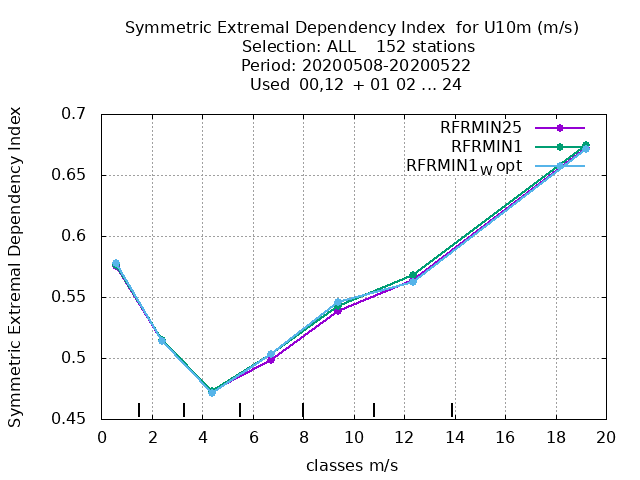 Symmetric Extremal Dependency Index for U10m (m/s)
Selection: ALL 152 stations
Period: 20200508-20200522
Used 00,12 + 01 02 ... 24
Symmetric Extremal Dependency Index
0.7
0.65
0.6
0.55
0.5
0.45
RFRMIN25
RFRMIN1
RFRMIN1w opt
0 2 4 6 8 10 12 14 16 18 20
classes m/s